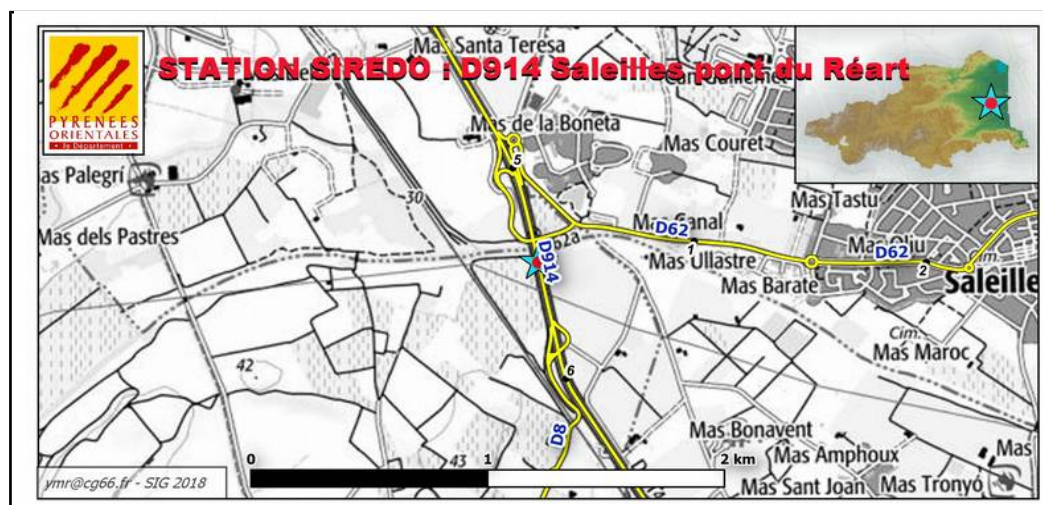 Mas Santa Teresa
STATION SIREDO : D914 Saleilles pont du Réart
PYRENEES
ORIENTALES
- le Département -
Mas de la Boneta
5
Mas Couret
as Palegrí
30
Mas Tastu
Mas Canal
D62
Mas dels Pastres
1
D914
Mas Ullastre
D62
2
Mas Barate
Saleille
Cim.
Mas Maroc
42
6
D8
Mas Bonavent
Mas Amphoux
Mas
43
0
1
2 km
Mas Sant Joan
Mas Tronyó
ymr@cg66.fr - SIG 2018